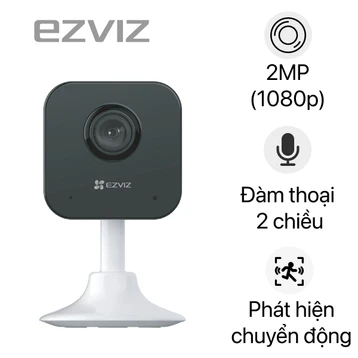 ezviz
2MP
(1080p)
EZVIZ
Đàm thoại
2 chiều
Phát hiện
chuyển động